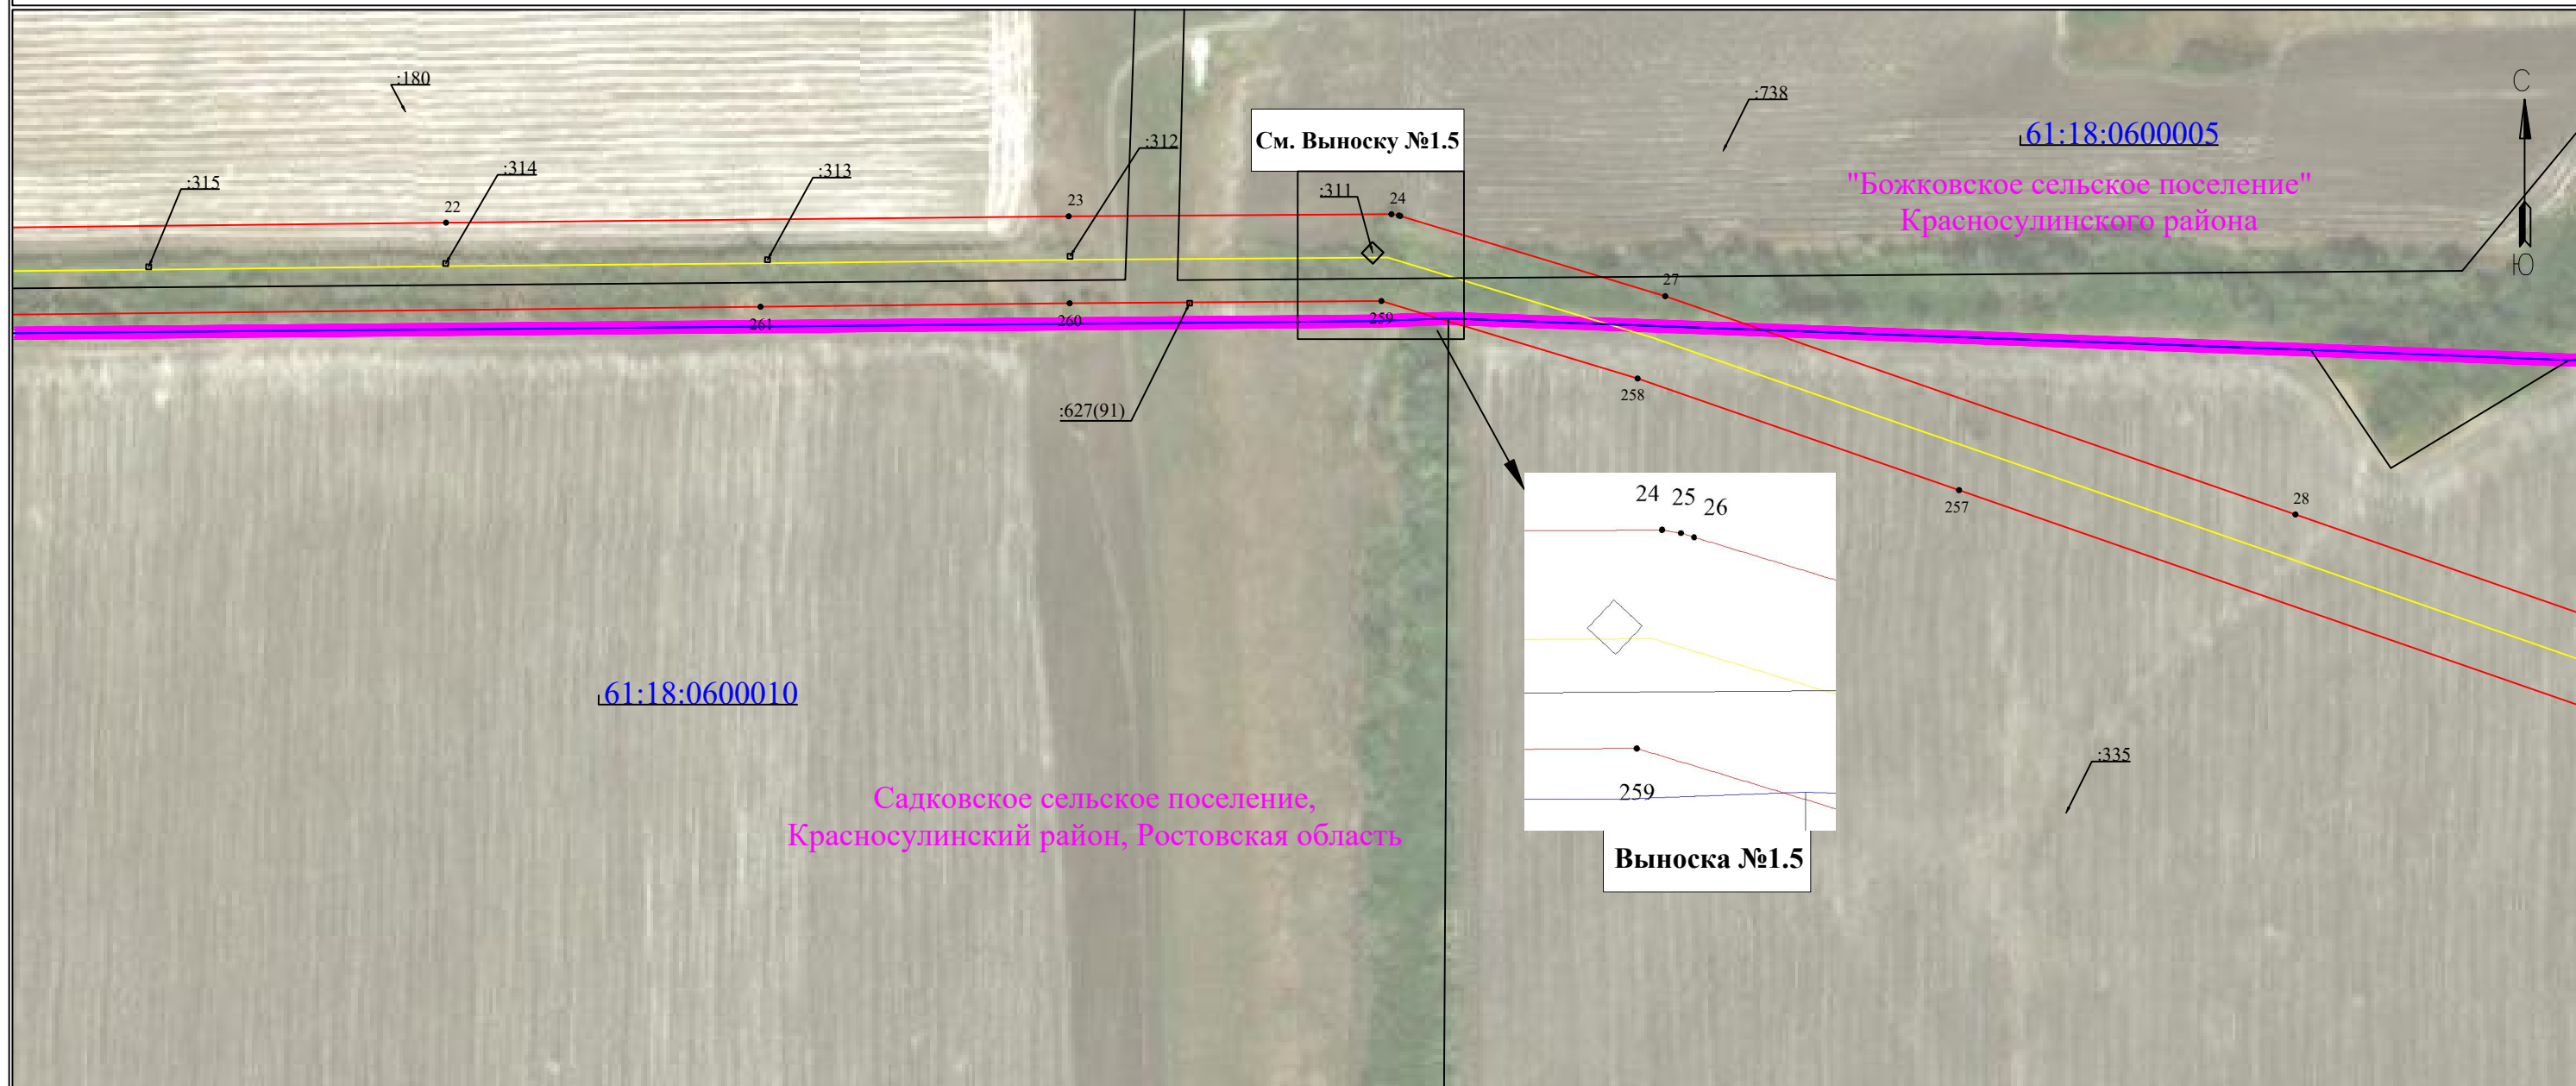 :180
:738
С
См. Выноску №1.5
61:18:0600005
:312
:314
:313
:315
:311
"Божковское сельское поселение"
Красносулинского района
22
23
24
Ю
27
261
260
259
258
:627(91)
24 25 26
257
28
259
Выноска №1.5
61:18:0600010
:335
Садковское сельское поселение,
Красносулинский район, Ростовская область